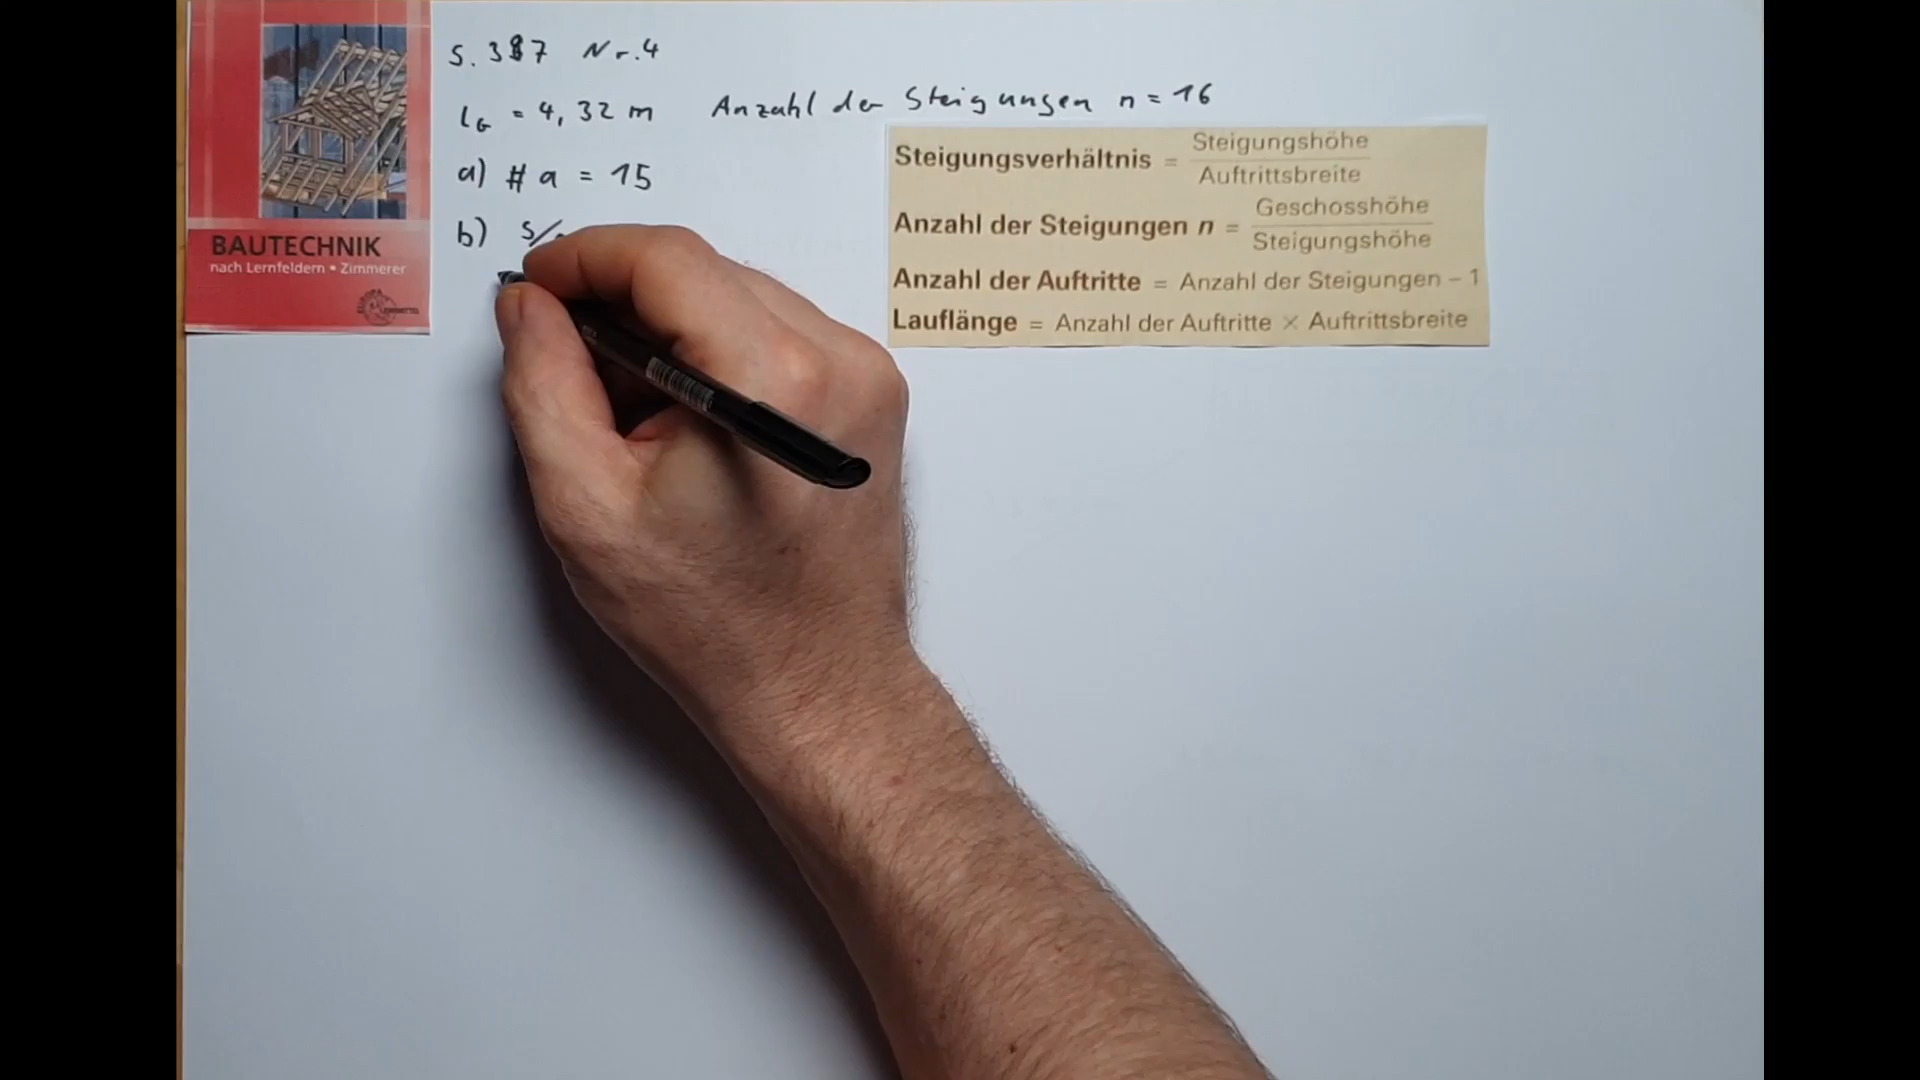 BAUTECHNIK
nach Lernfeldern • Zimmerer
EUROPA
S. 387 Nr. 4
lG = 4,32 m Anzahl der Steigungen n = 16
a) # a = 15
b) s/
Steigungsverhältnis = Steigungshöhe
Auftrittsbreite
Anzahl der Steigungen n = Geschosshöhe
Steigungshöhe
Anzahl der Auftritte = Anzahl der Steigungen – 1
Lauflänge = Anzahl der Auftritte × Auftrittsbreite